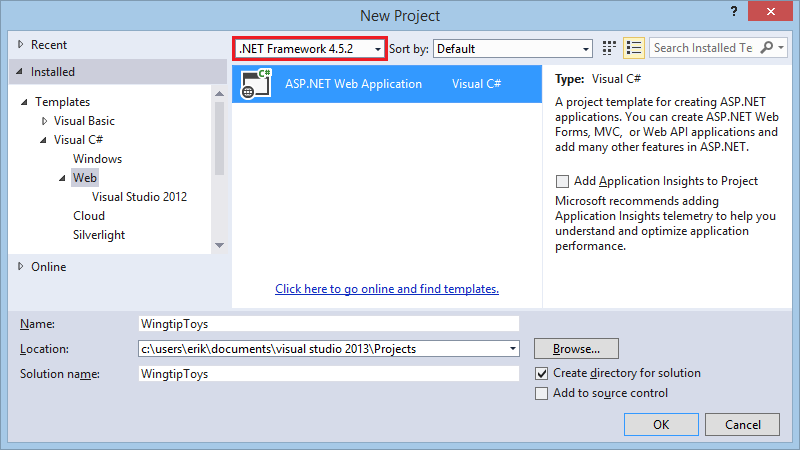 New Project
? X
Recent
.NET Framework 4.5.2
Sort by:
Default
Search Installed Te
Installed
Templates
Visual Basic
Visual C#
Windows
Web
Visual Studio 2012
Cloud
Silverlight
Online
C#
ASP.NET Web Application Visual C#
Click here to go online and find templates.
Type: Visual C#
A project template for creating ASP.NET
applications. You can create ASP.NET Web
Forms, MVC, or Web API applications and
add many other features in ASP.NET.
Add Application Insights to Project
Microsoft recommends adding
Application Insights telemetry to help you
understand and optimize application
performance.
Name: WingtipToys
Location: c:\users\erik\documents\visual studio 2013\Projects
Browse...
Solution name: WingtipToys
Create directory for solution
Add to source control
OK
Cancel